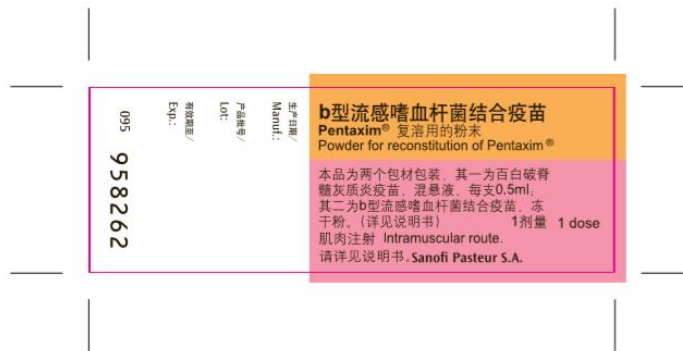 b型流感嗜血杆菌结合疫苗
Pentaxim® 复溶用的粉末
Powder for reconstitution of Pentaxim®
本品为两个包材包装，其一为百白破脊
髓灰质炎疫苗，混悬液，每支0.5ml；
其二为b型流感嗜血杆菌结合疫苗，冻
干粉。（详见说明书） 1剂量 1 dose
肌肉注射 Intramuscular route.
请详见说明书。Sanofi Pasteur S.A.
生产日期/
Manuf.:
产品批号/
Lot:
有效期至/
Exp.:
095
958262